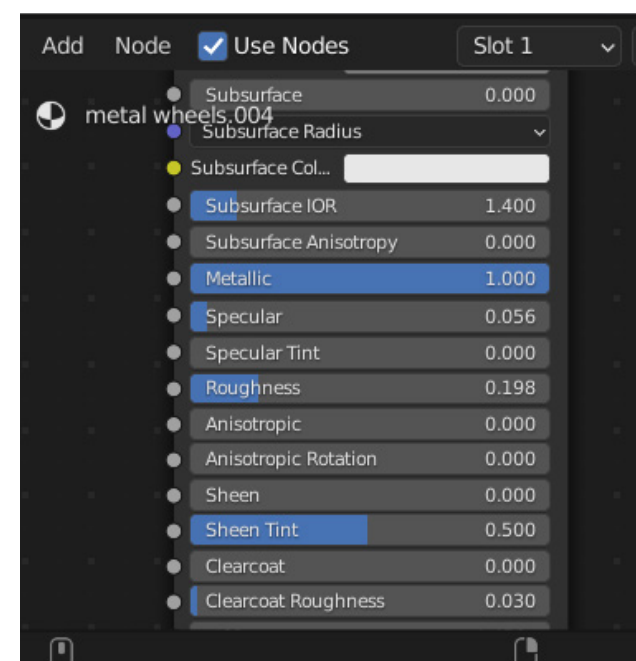 Add Node Use Nodes Slot 1
Subsurface 0.000
metal wheels.004
Subsurface Radius
Subsurface Col...
Subsurface IOR 1.400
Subsurface Anisotropy 0.000
Metallic 1.000
Specular 0.056
Specular Tint 0.000
Roughness 0.198
Anisotropic 0.000
Anisotropic Rotation 0.000
Sheen 0.000
Sheen Tint 0.500
Clearcoat 0.000
Clearcoat Roughness 0.030